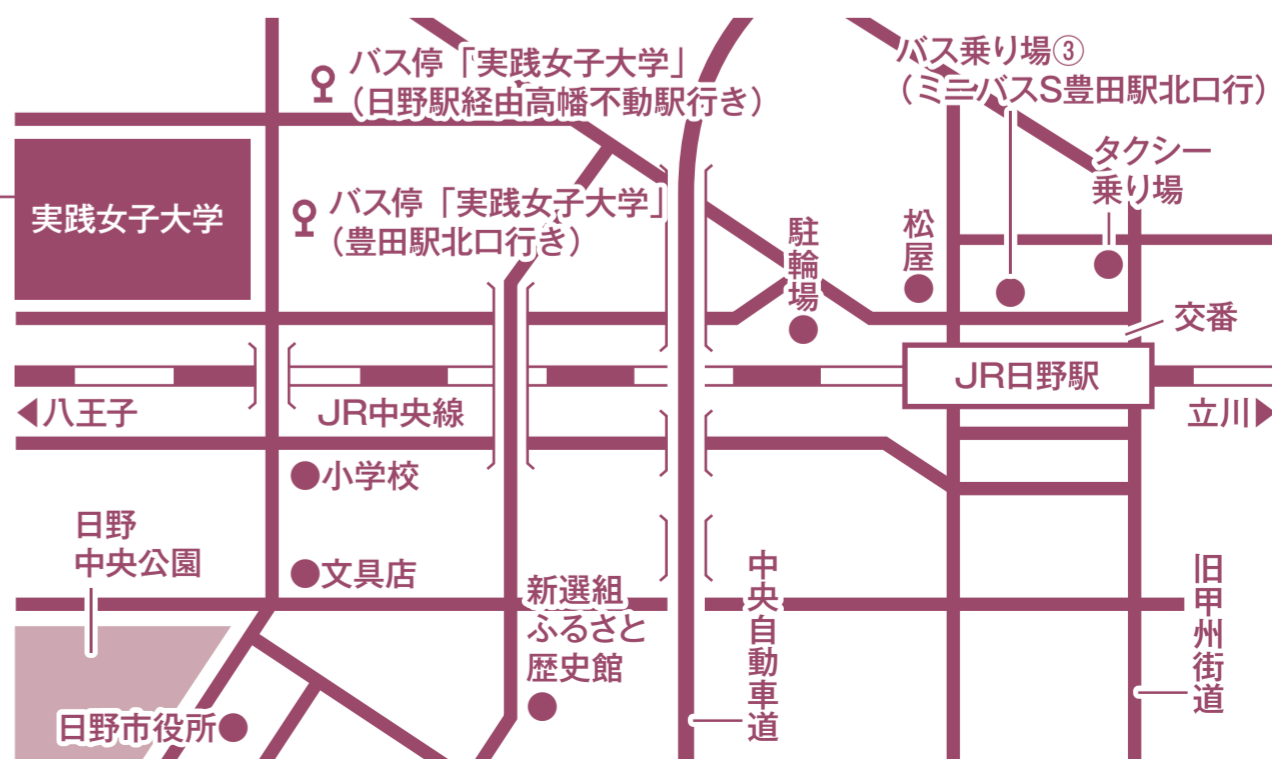 バス停「実践女子大学」
（日野駅経由高幡不動駅行き）
バス乗り場③
（ミニバスS豊田駅北口行）
タクシー
乗り場
実践女子大学
バス停「実践女子大学」
（豊田駅北口行き）
駐輪場
松屋
交番
JR日野駅
◀八王子
JR中央線
立川▶
●小学校
日野
中央公園
●文具店
新選組
ふるさと
歴史館
中央自動車道
旧甲州街道
日野市役所●